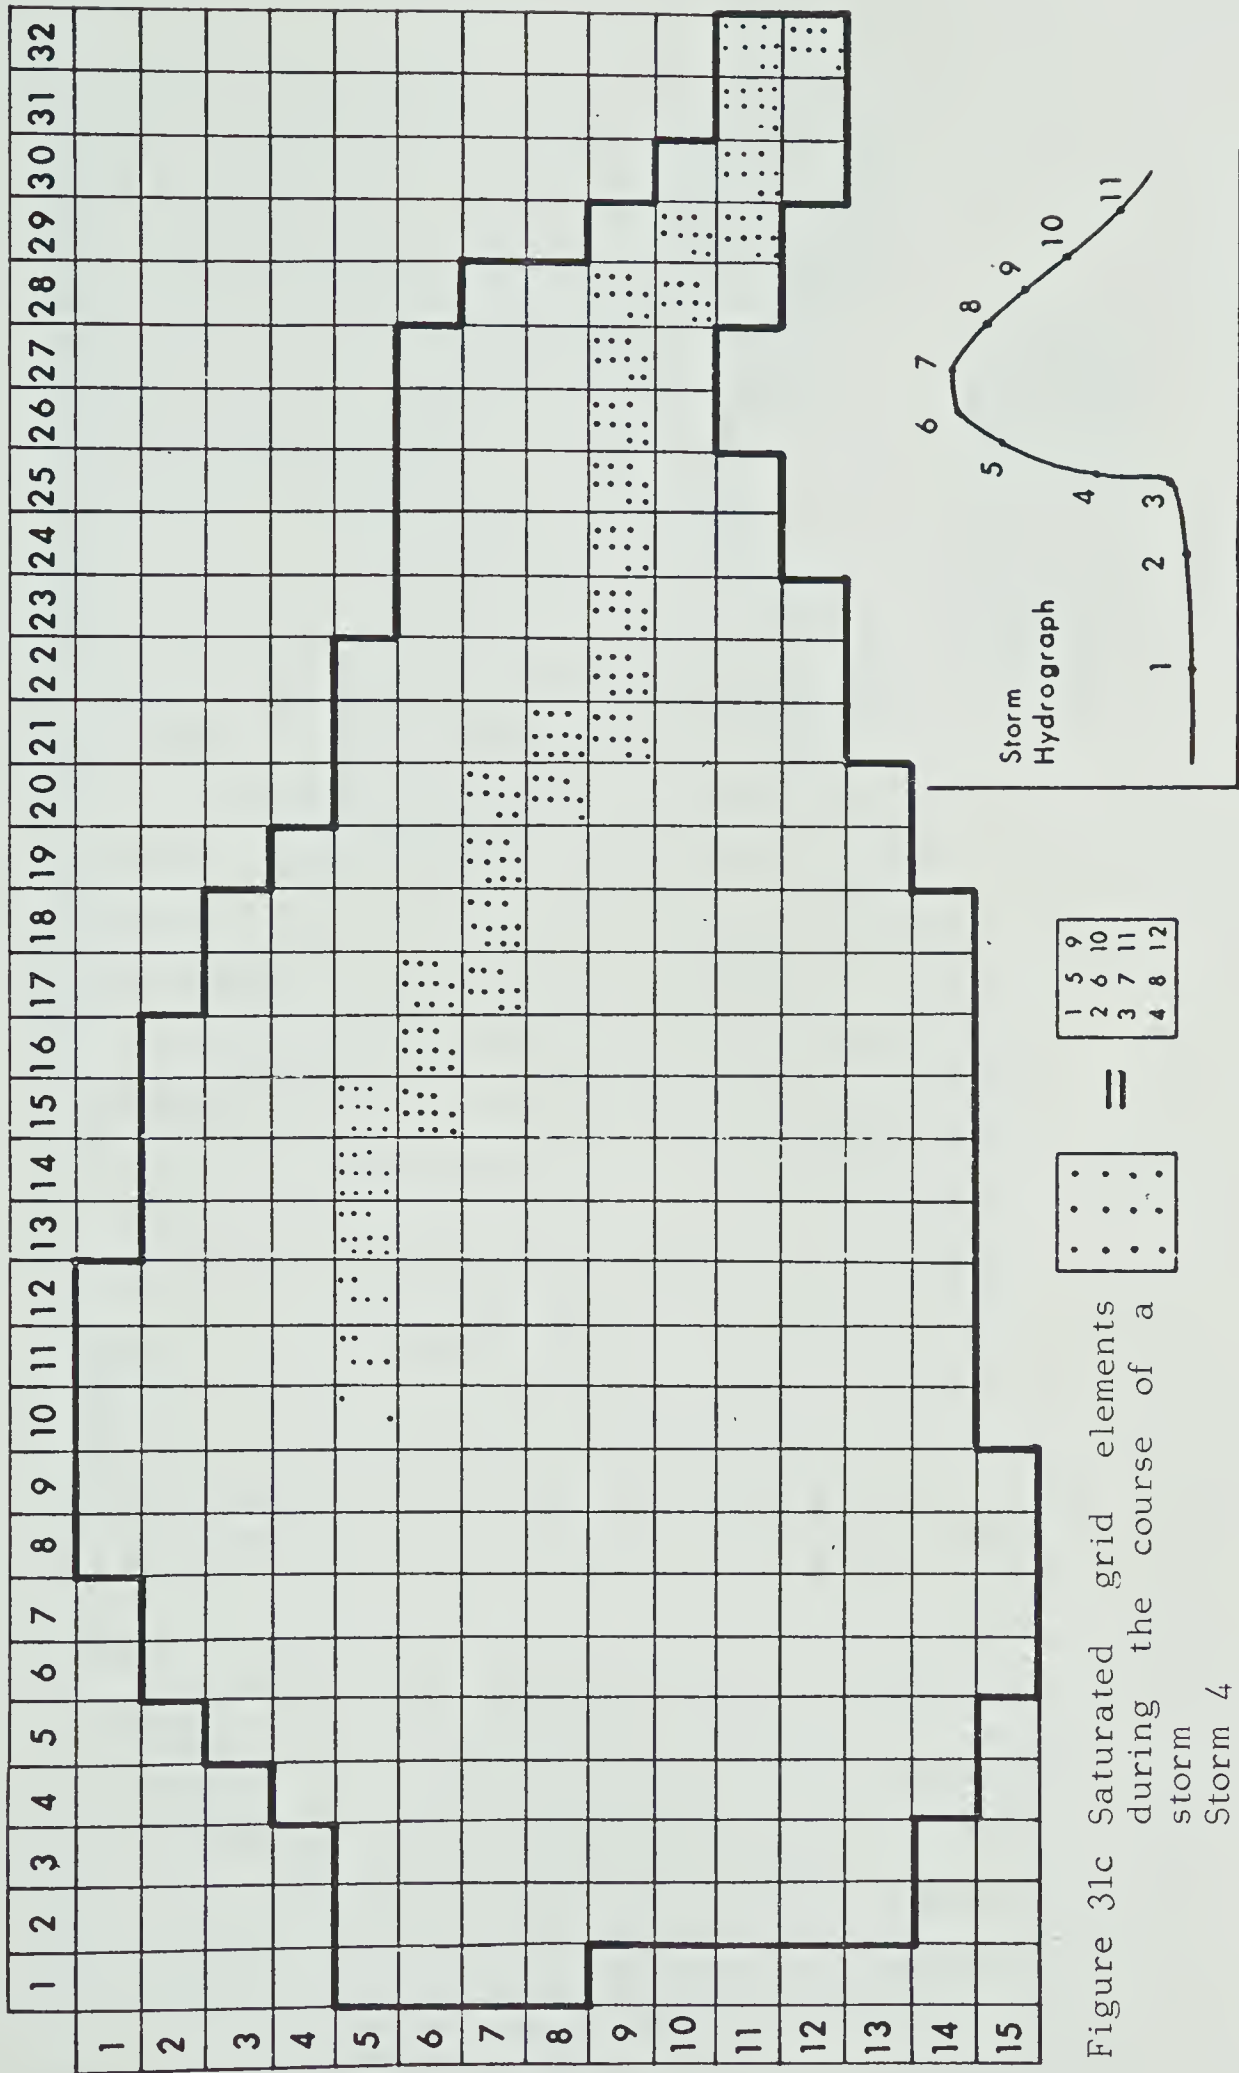 1 2 3 4 5 6 7 8 9 10 11 12 13 14 15 16 17 18 19 20 21 22 23 24 25 26 27 28 29 30 31 32
1
2
3
4
5
6
7
8
9
10
11
12
13
14
15
Storm
Hydrograph
1 2 3 4 5 6 7 8 9 10 11
=
1 5 9
2 6 10
3 7 11
4 8 12
Figure 31c Saturated grid elements
during the course of a
storm
Storm 4